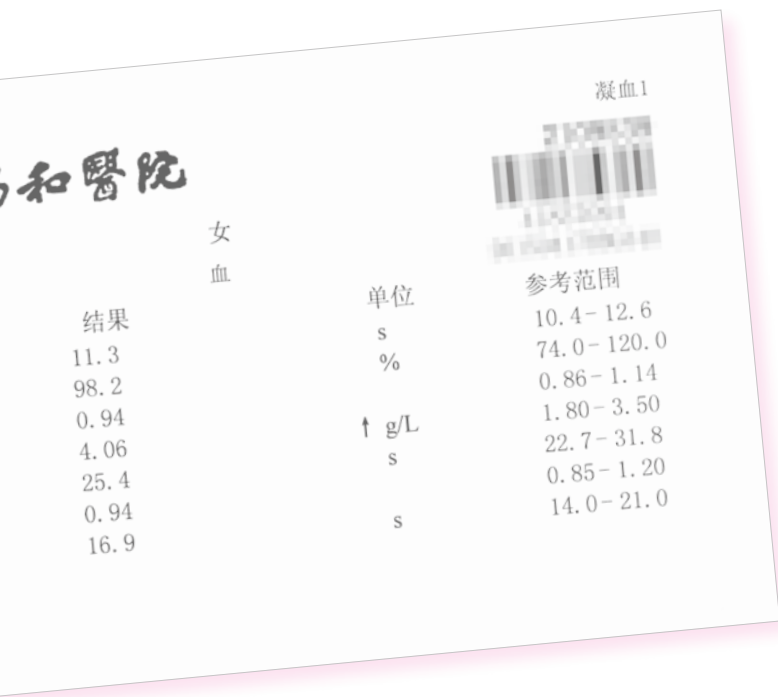 凝血1
和醫院
女
血
结果 单位 参考范围
11.3 s 10.4-12.6
98.2 % 74.0-120.0
0.94 0.86-1.14
4.06 ↑ g/L 1.80-3.50
25.4 s 22.7-31.8
0.94 0.85-1.20
16.9 s 14.0-21.0